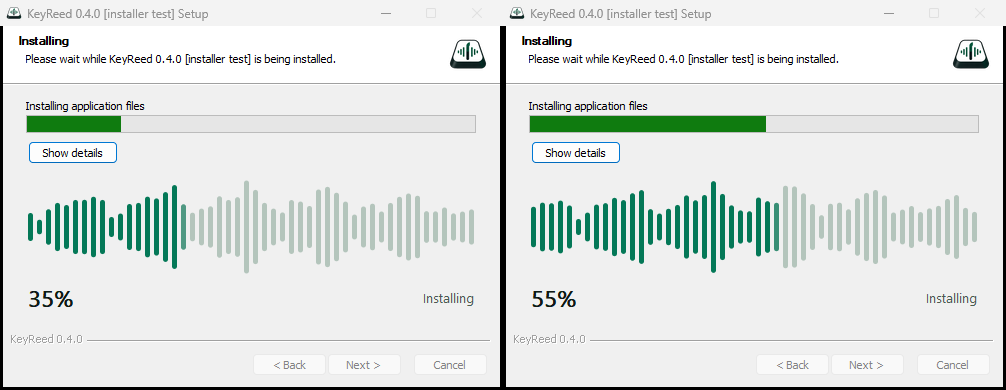 KeyReed 0.4.0 [installer test] Setup
Installing
Please wait while KeyReed 0.4.0 [installer test] is being installed.
Installing application files
Show details
35%
Installing
KeyReed 0.4.0
< Back
Next >
Cancel
KeyReed 0.4.0 [installer test] Setup
Installing
Please wait while KeyReed 0.4.0 [installer test] is being installed.
Installing application files
Show details
55%
Installing
KeyReed 0.4.0
< Back
Next >
Cancel